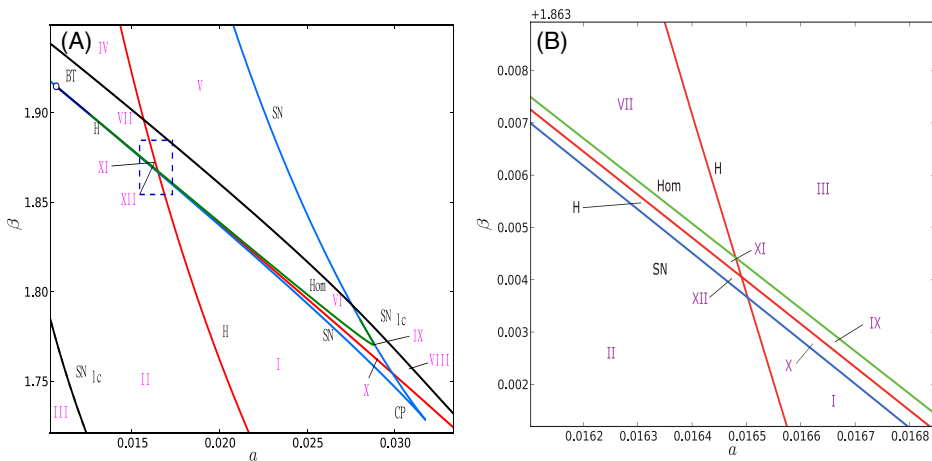 (A)
IV
BT
V
SN
1.90
VII
H
XI
XII
1.85
β
1.80
Hom
VI
SN
SN lc
IX
H
VIII
I
X
SN lc
II
1.75
CP
III
0.015
0.020
0.025
0.030
a
+1.863
(B)
0.008
VII
H
0.007
Hom
III
0.006
H
β
0.005
XI
SN
0.004
XII
IX
0.003
X
II
I
0.002
0.0162
0.0163
0.0164
0.0165
0.0166
0.0167
0.0168
a